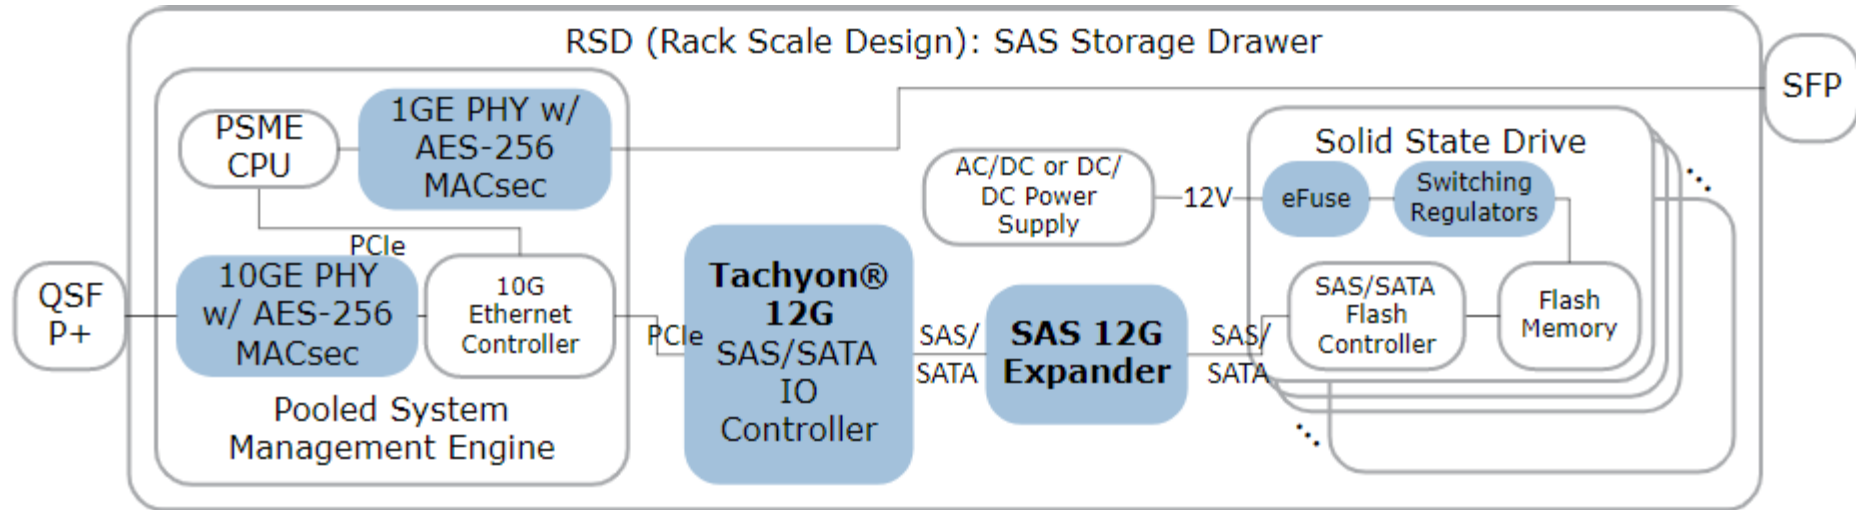 RSD (Rack Scale Design): SAS Storage Drawer
SFP
1GE PHY w/
AES-256
MACsec
PSME
CPU
Solid State Drive
AC/DC or DC/
DC Power
Supply
12V
eFuse
Switching
Regulators
PCIe
QSF
P+
10GE PHY
w/ AES-256
MACsec
10G
Ethernet
Controller
PCIe
Tachyon®
12G
SAS/SATA
IO
Controller
SAS/
SATA
SAS 12G
Expander
SAS/
SATA
SAS/SATA
Flash
Controller
Flash
Memory
Pooled System
Management Engine
...
...